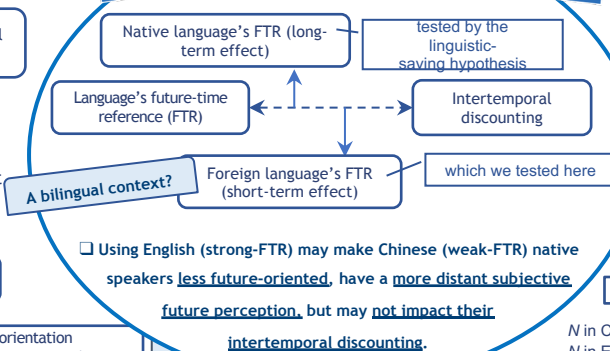 Native language's FTR (long-
term effect)
tested by the
linguistic-
saving hypothesis
Language's future-time
reference (FTR)
Intertemporal
discounting
Foreign language's FTR
(short-term effect)
which we tested here
A bilingual context?
❑ Using English (strong-FTR) may make Chinese (weak-FTR) native
speakers less future-oriented, have a more distant subjective
future perception, but may not impact their
intertemporal discounting.
orientation
N in C
N in E